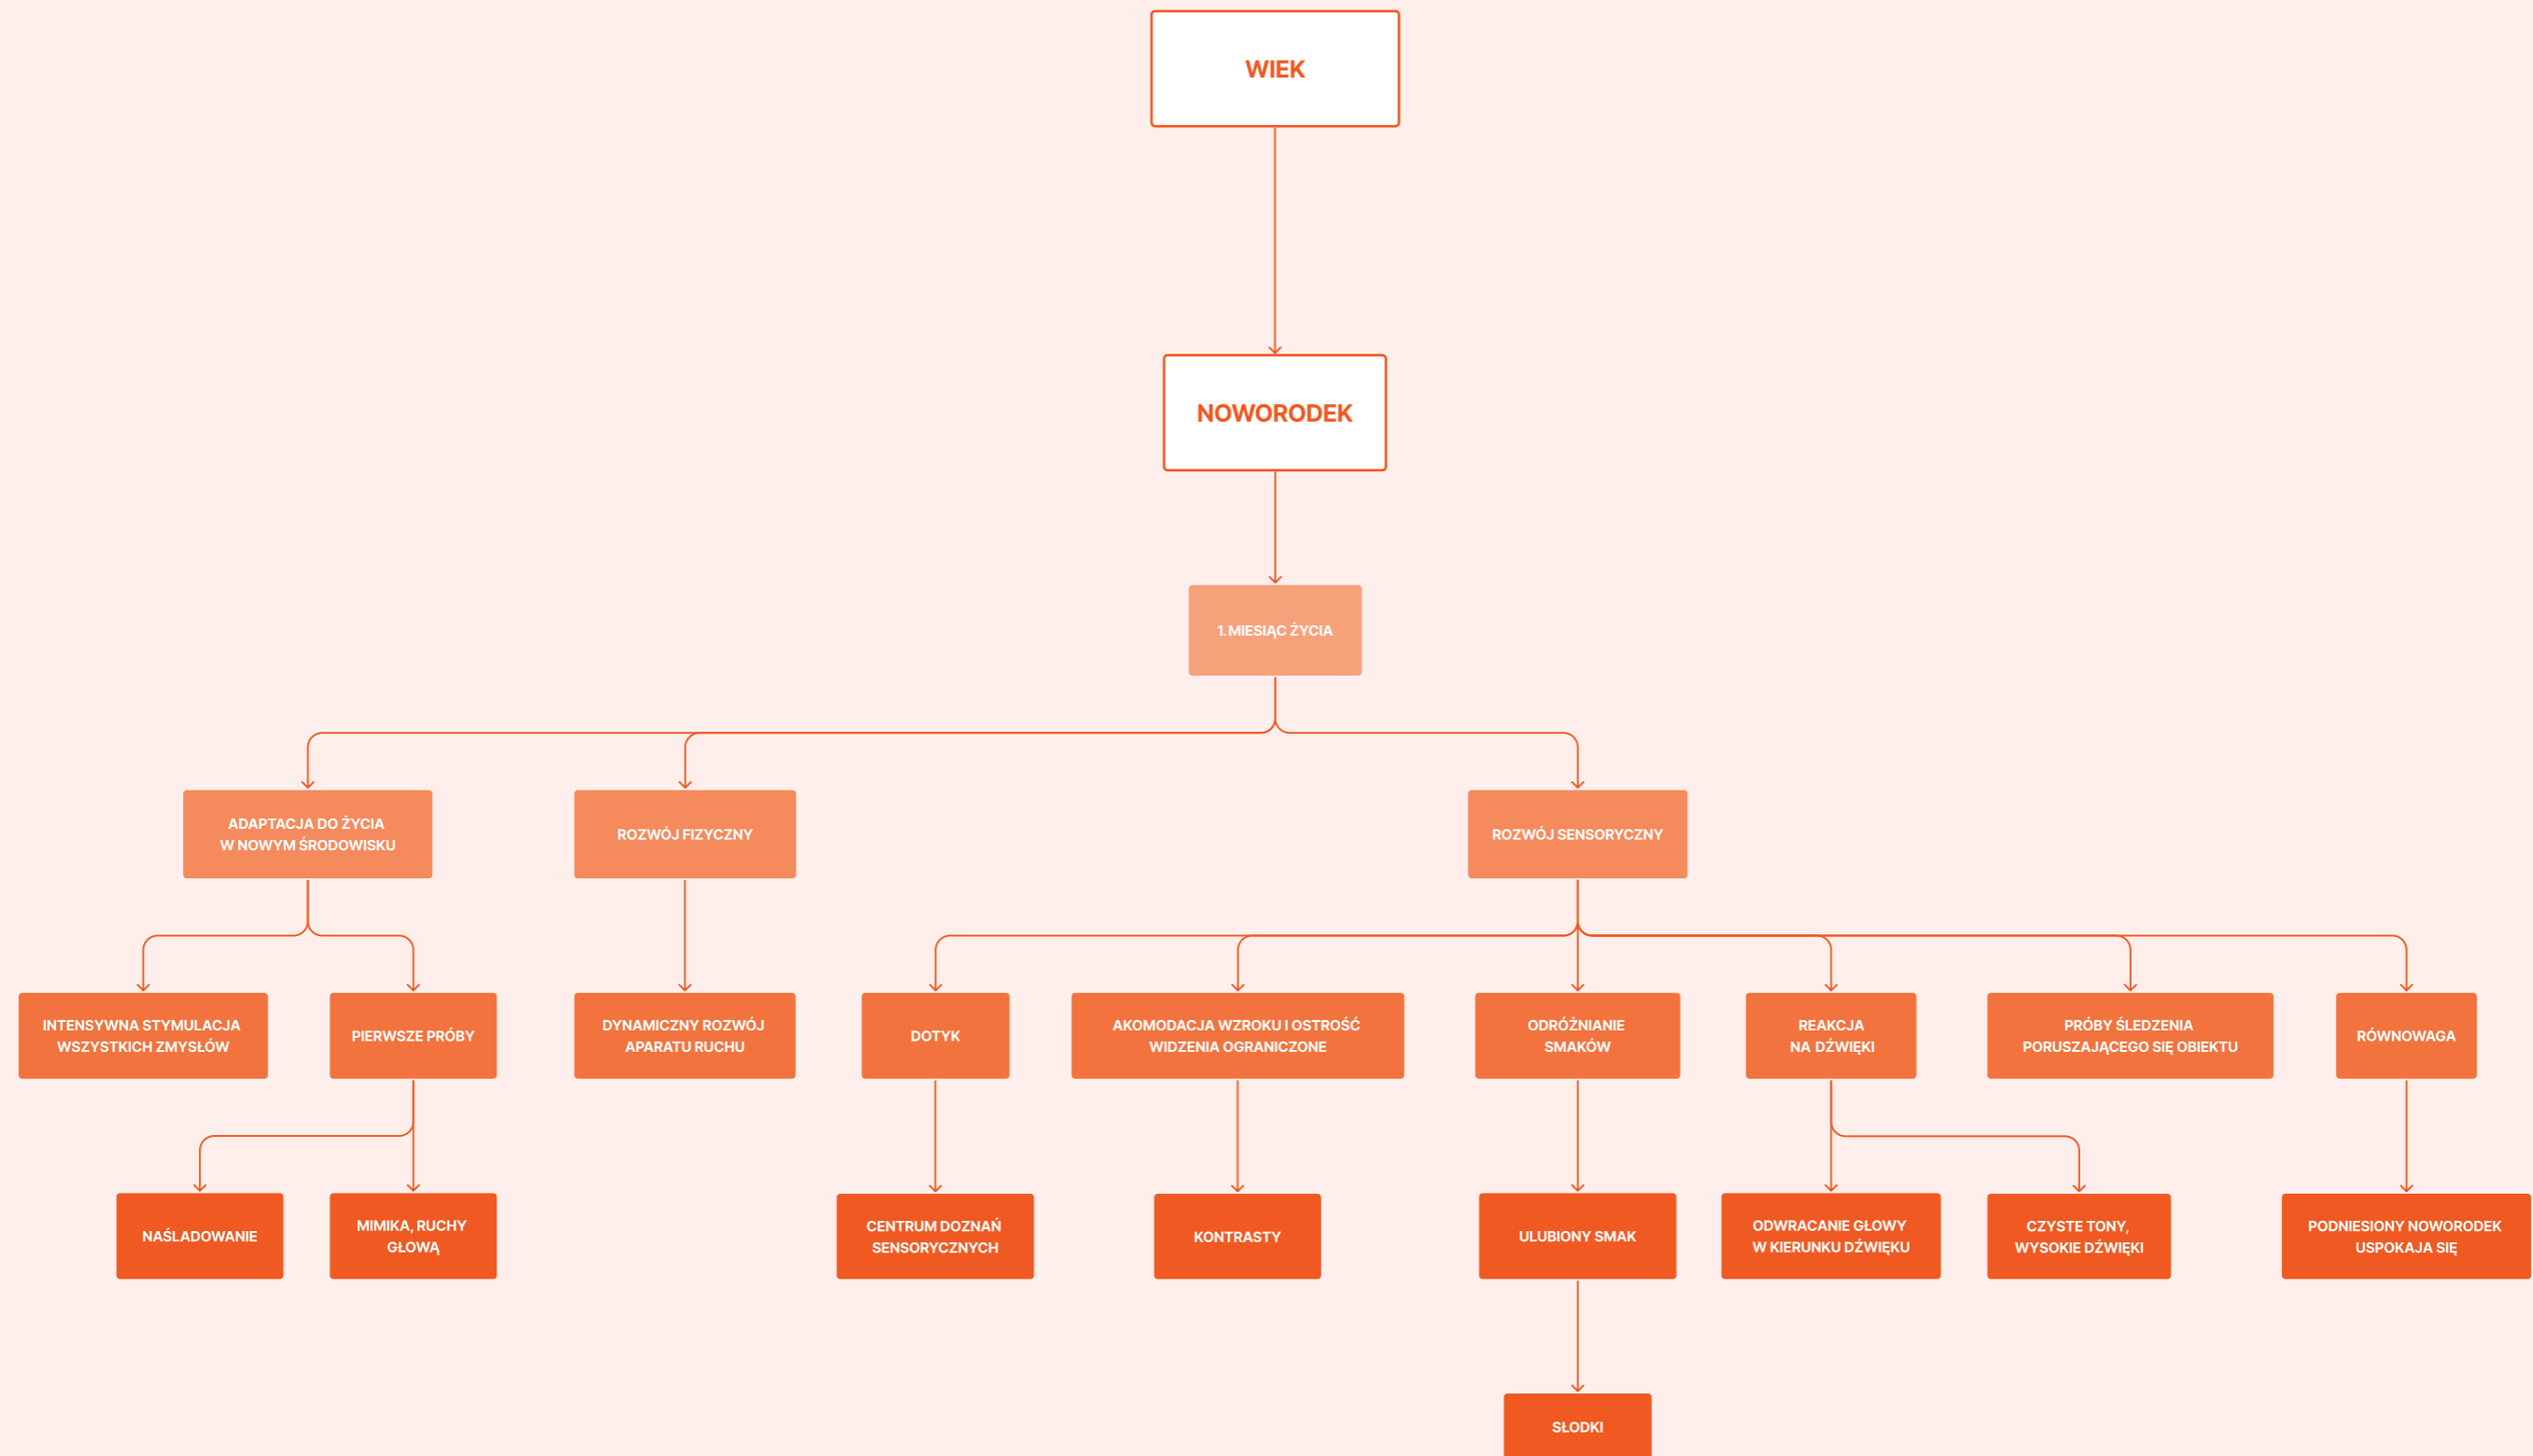 WIEK
NOWORODEK
1. MIESIĄC ŻYCIA
ADAPTACJA DO ŻYCIA
W NOWYM ŚRODOWISKU
ROZWÓJ FIZYCZNY
ROZWÓJ SENSORYCZNY
INTENSYWNA STYMULACJA
WSZYSTKICH ZMYSŁÓW
PIERWSZE PRÓBY
DYNAMICZNY ROZWÓJ
APARATU RUCHU
DOTYK
AKOMODACJA WZROKU I OSTROŚĆ
WIDZENIA OGRANICZONE
ODRÓŻNIANIE
SMAKÓW
REAKCJA
NA DŹWIĘKI
PRÓBY ŚLEDZENIA
PORUSZAJĄCEGO SIĘ OBIEKTU
RÓWNOWAGA
NAŚLADOWANIE
MIMIKA, RUCHY
GŁOWĄ
CENTRUM DOZNAŃ
SENSORYCZNYCH
KONTRASTY
ULUBIONY SMAK
ODWRACANIE GŁOWY
W KIERUNKU DŹWIĘKU
CZYSTE TONY,
WYSOKIE DŹWIĘKI
PODNIESIONY NOWORODEK
USPOKAJA SIĘ
SŁODKI